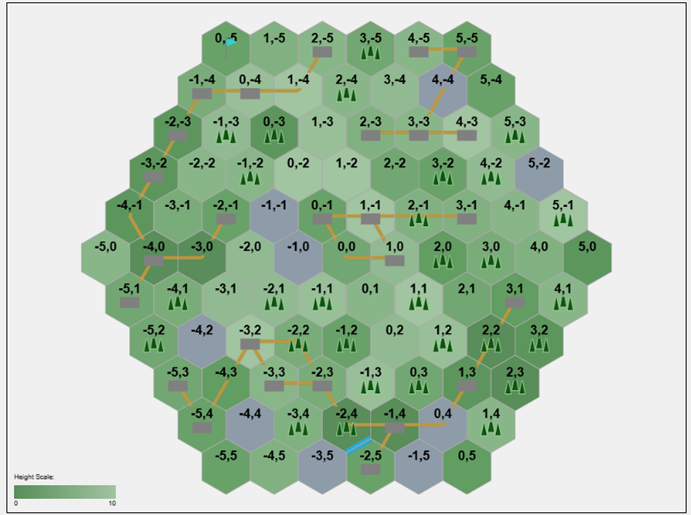 0,-5 1,-5 2,-5 3,-5 4,-5 5,-5
-1,-4 0,-4 1,-4 2,-4 3,-4 4,-4 5,-4
-2,-3 -1,-3 0,-3 1,-3 2,-3 3,-3 4,-3 5,-3
-3,-2 -2,-2 -1,-2 0,-2 1,-2 2,-2 3,-2 4,-2 5,-2
-4,-1 -3,-1 -2,-1 -1,-1 0,-1 1,-1 2,-1 3,-1 4,-1 5,-1
-5,0 -4,0 -3,0 -2,0 -1,0 0,0 1,0 2,0 3,0 4,0 5,0
-5,1 -4,1 -3,1 -2,1 -1,1 0,1 1,1 2,1 3,1 4,1
-5,2 -4,2 -3,2 -2,2 -1,2 0,2 1,2 2,2 3,2
-5,3 -4,3 -3,3 -2,3 -1,3 0,3 1,3 2,3
-5,4 -4,4 -3,4 -2,4 -1,4 0,4 1,4
-5,5 -4,5 -3,5 -2,5 -1,5 0,5
Height Scale:
0 10